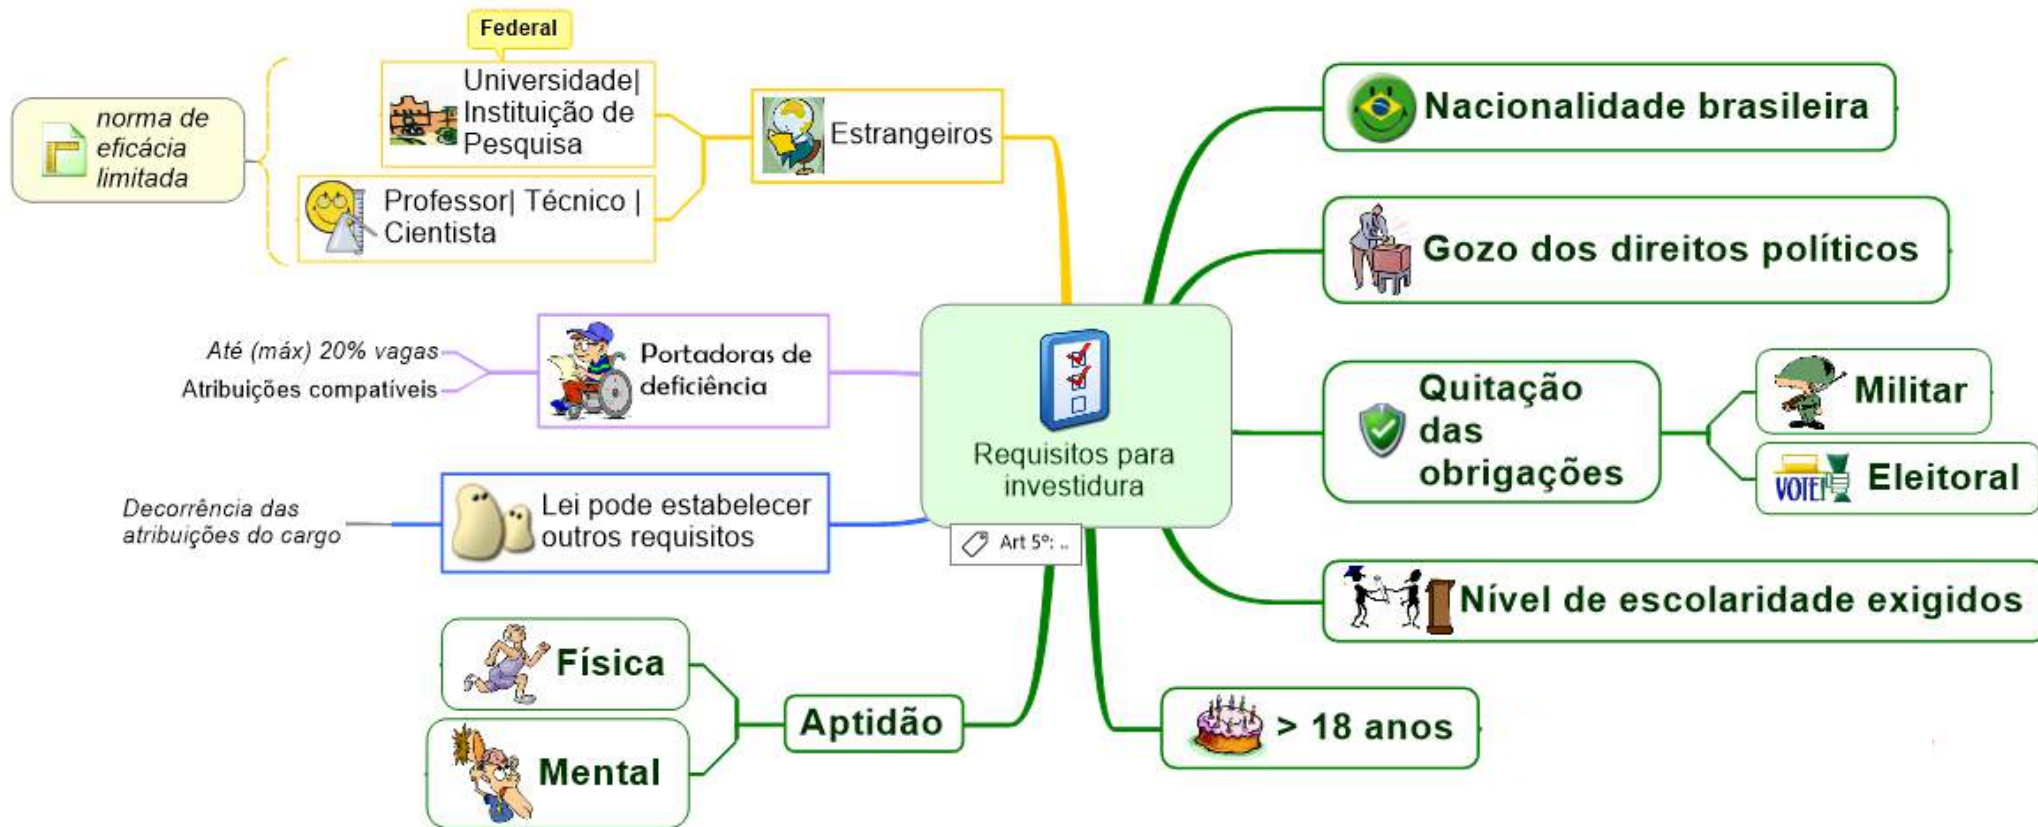 Federal
Universidade|
Instituição de
Pesquisa
Professor| Técnico |
Cientista
norma de
eficácia
limitada
Estrangeiros
Até (máx) 20% vagas
Atribuições compatíveis
Portadoras de
deficiência
Decorrência das
atribuições do cargo
Lei pode estabelecer
outros requisitos
Física
Mental
Aptidão
Requisitos para
investidura
Art 5º: ..
Nacionalidade brasileira
Gozo dos direitos políticos
Quitação
das
obrigações
Militar
VOTE!
Eleitoral
Nível de escolaridade exigidos
> 18 anos